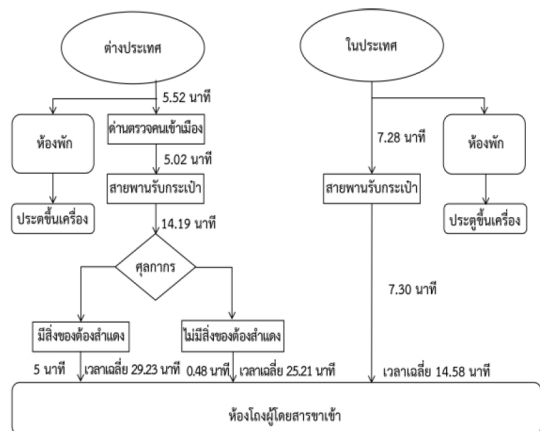 ต่างประเทศ
ในประเทศ
5.52 นาที
ห้องพัก
ด่านตรวจคนเข้าเมือง
7.28 นาที
ห้องพัก
5.02 นาที
สายพานรับกระเป๋า
สายพานรับกระเป๋า
ประตขึ้นเครื่อง
ประตูขึ้นเครื่อง
14.19 นาที
ศุลกากร
7.30 นาที
มีสิ่งของต้องสำแดง
ไม่มีสิ่งของต้องสำแดง
5 นาที
เวลาเฉลี่ย 29.23 นาที
0.48 นาที
เวลาเฉลี่ย 25.21 นาที
เวลาเฉลี่ย 14.58 นาที
ห้องโถงผู้โดยสารขาเข้า